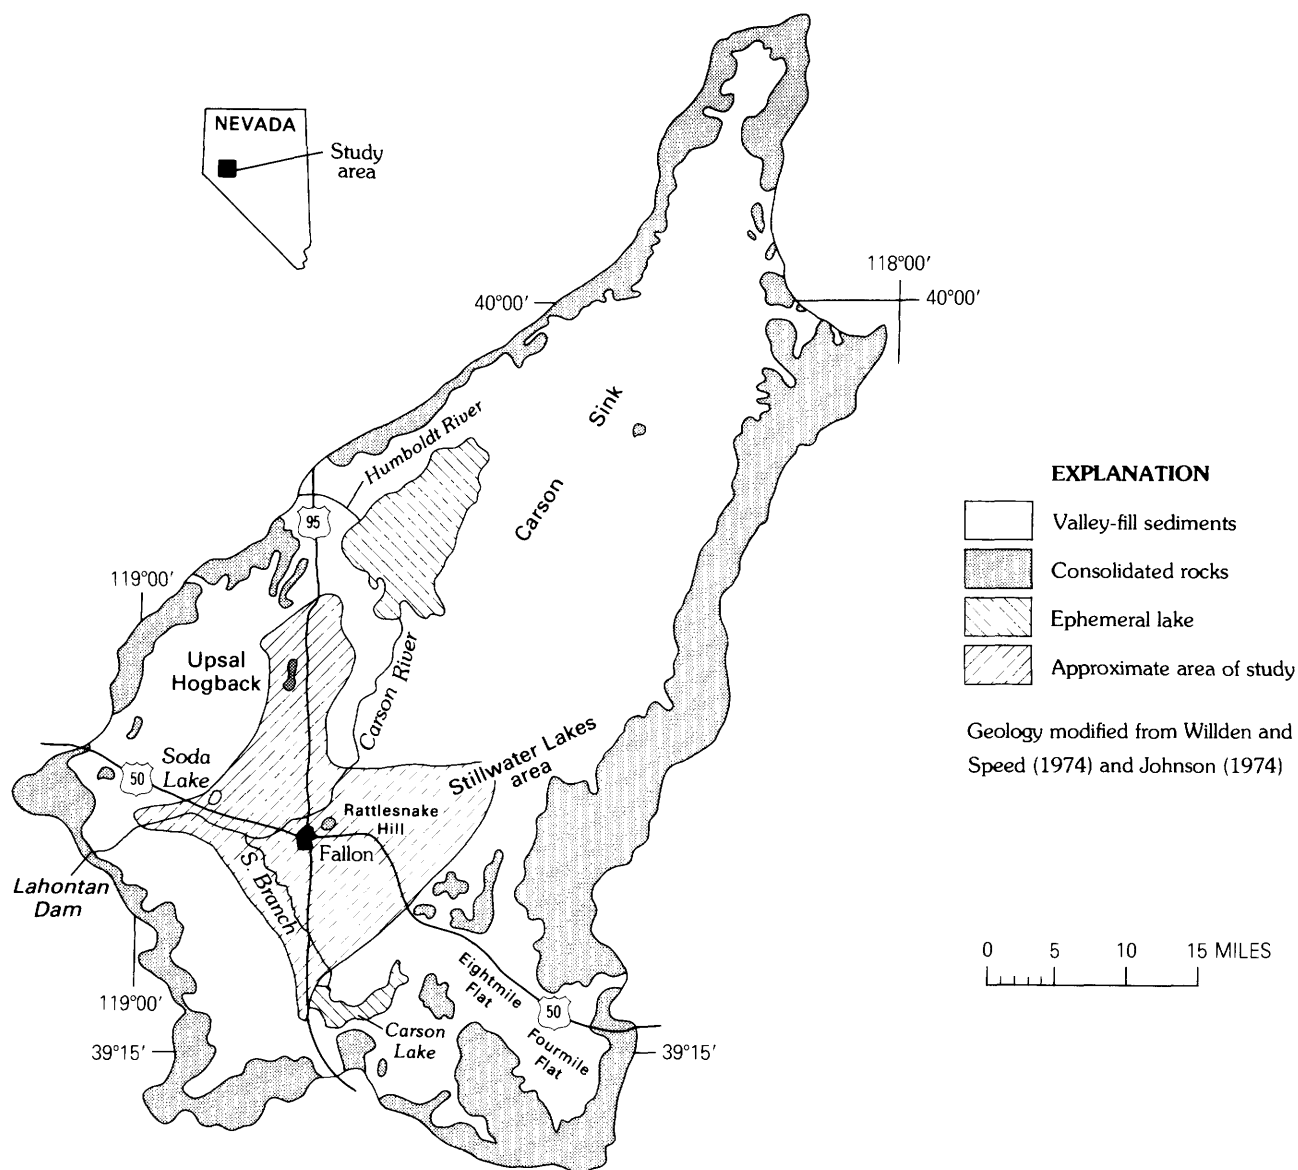 NEVADA
Study
area
118°00′
40°00′
40°00′
Humboldt River
Sink
Carson
95
119°00′
Upsal
Hogback
Carson River
Stillwater Lakes
area
Soda
Lake
50
Rattlesnake
Hill
Fallon
S. Branch
Lahontan
Dam
119°00′
39°15′
Eightmile
Flat
50
Fourmile
Flat
Carson
Lake
39°15′
EXPLANATION
Valley-fill sediments
Consolidated rocks
Ephemeral lake
Approximate area of study
Geology modified from Willden and
Speed (1974) and Johnson (1974)
0 5 10 15 MILES